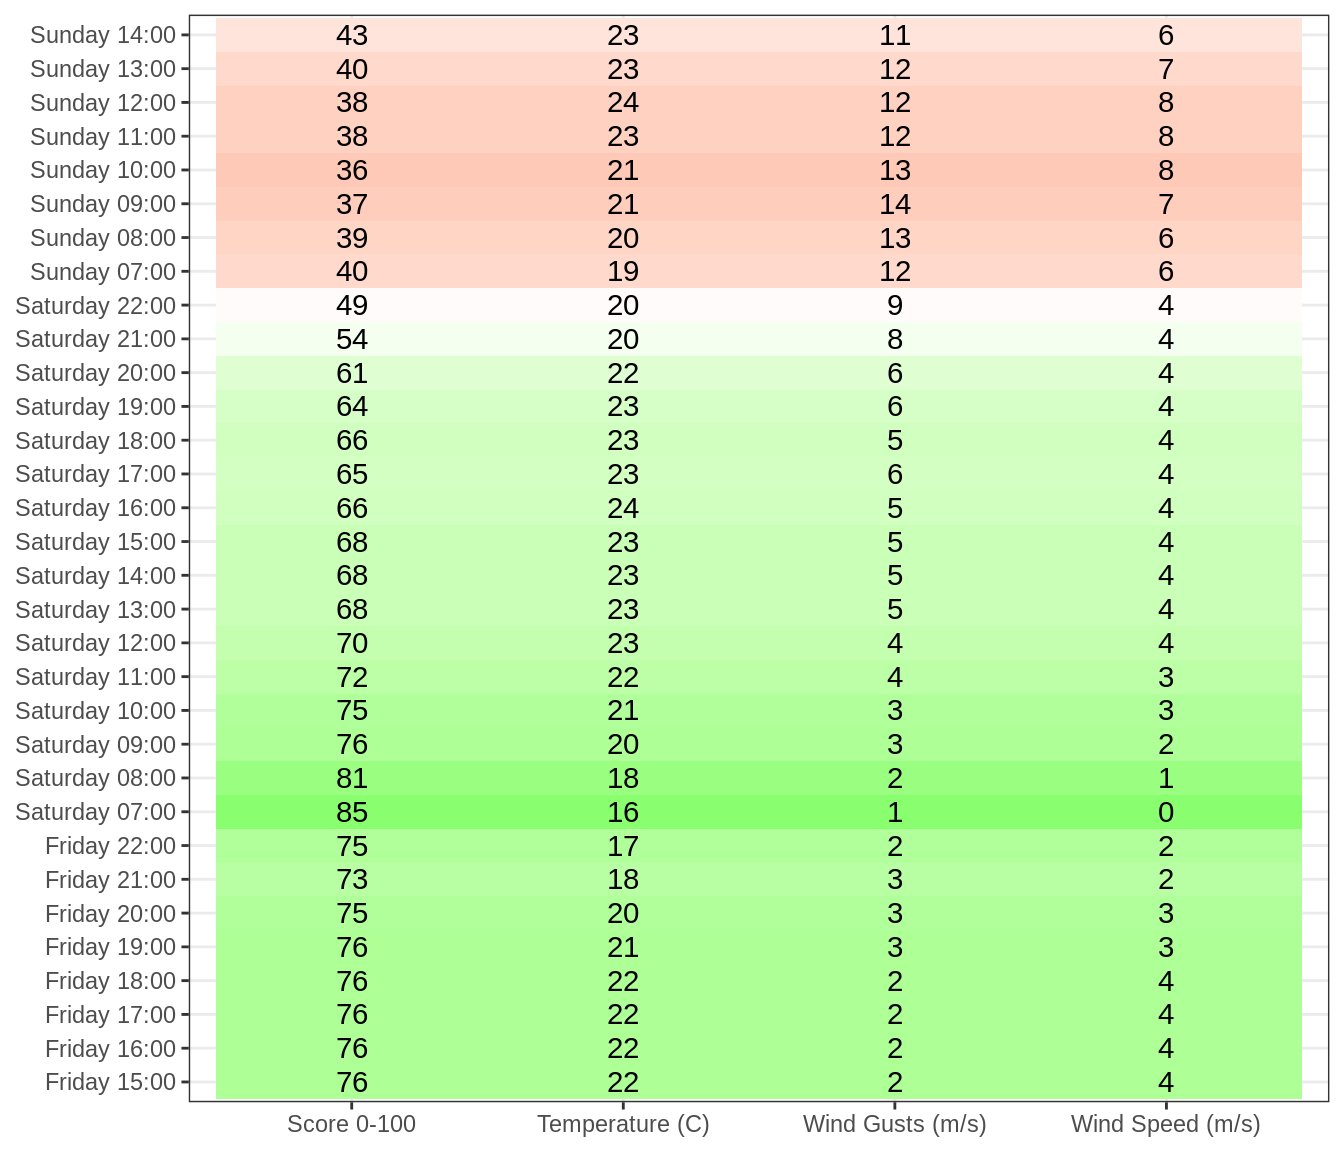 Sunday 14:00 43 23 11 6
Sunday 13:00 40 23 12 7
Sunday 12:00 38 24 12 8
Sunday 11:00 38 23 12 8
Sunday 10:00 36 21 13 8
Sunday 09:00 37 21 14 7
Sunday 08:00 39 20 13 6
Sunday 07:00 40 19 12 6
Saturday 22:00 49 20 9 4
Saturday 21:00 54 20 8 4
Saturday 20:00 61 22 6 4
Saturday 19:00 64 23 6 4
Saturday 18:00 66 23 5 4
Saturday 17:00 65 23 6 4
Saturday 16:00 66 24 5 4
Saturday 15:00 68 23 5 4
Saturday 14:00 68 23 5 4
Saturday 13:00 68 23 5 4
Saturday 12:00 70 23 4 4
Saturday 11:00 72 22 4 3
Saturday 10:00 75 21 3 3
Saturday 09:00 76 20 3 2
Saturday 08:00 81 18 2 1
Saturday 07:00 85 16 1 0
Friday 22:00 75 17 2 2
Friday 21:00 73 18 3 2
Friday 20:00 75 20 3 3
Friday 19:00 76 21 3 3
Friday 18:00 76 22 2 4
Friday 17:00 76 22 2 4
Friday 16:00 76 22 2 4
Friday 15:00 76 22 2 4
Score 0-100 Temperature (C) Wind Gusts (m/s) Wind Speed (m/s)